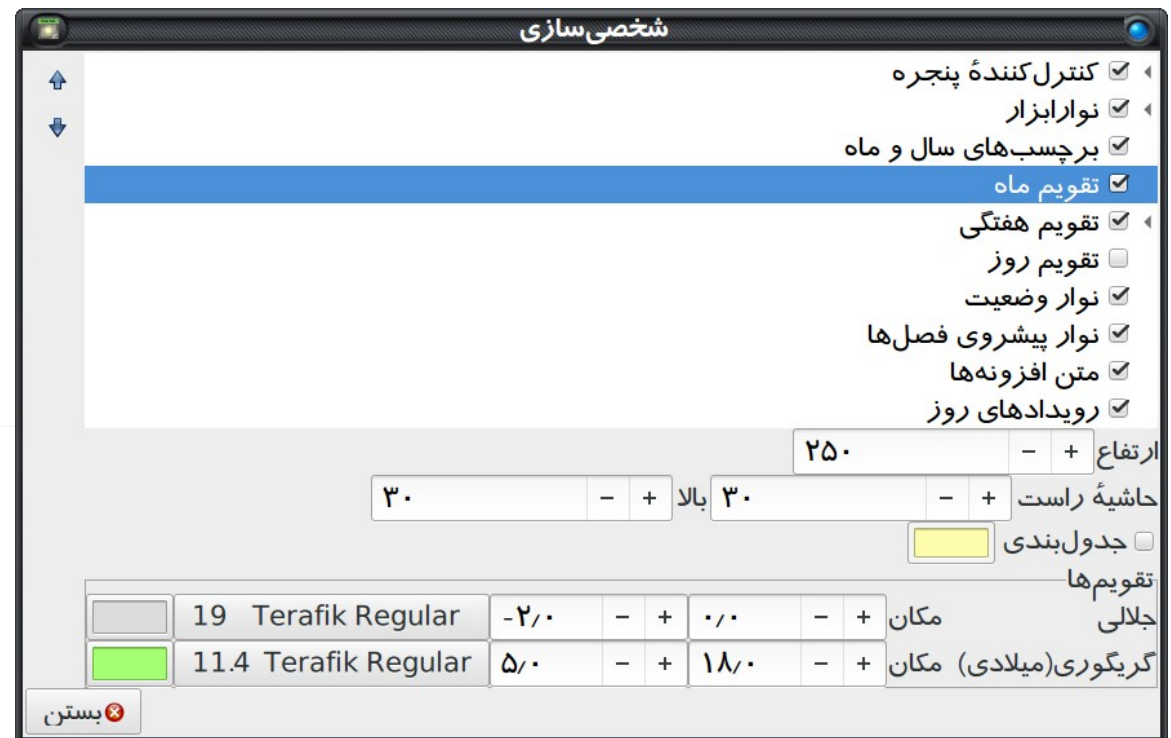 شخصی‌سازی
کنترل‌کنندهٔ پنجره
نوارابزار
برچسب‌های سال و ماه
تقویم ماه
تقویم هفتگی
تقویم روز
نوار وضعیت
نوار پیشروی فصل‌ها
متن افزونه‌ها
رویدادهای روز
ارتفاع + − ۲۵۰
حاشیهٔ راست + − ۳۰ بالا + − ۳۰
جدول‌بندی
تقویم‌ها
جلالی مکان + − ۰٫۰ + − -۲٫۰ Terafik Regular 19
گریگوری(میلادی) مکان + − ۱۸٫۰ + − ۵٫۰ Terafik Regular 11.4
بستن